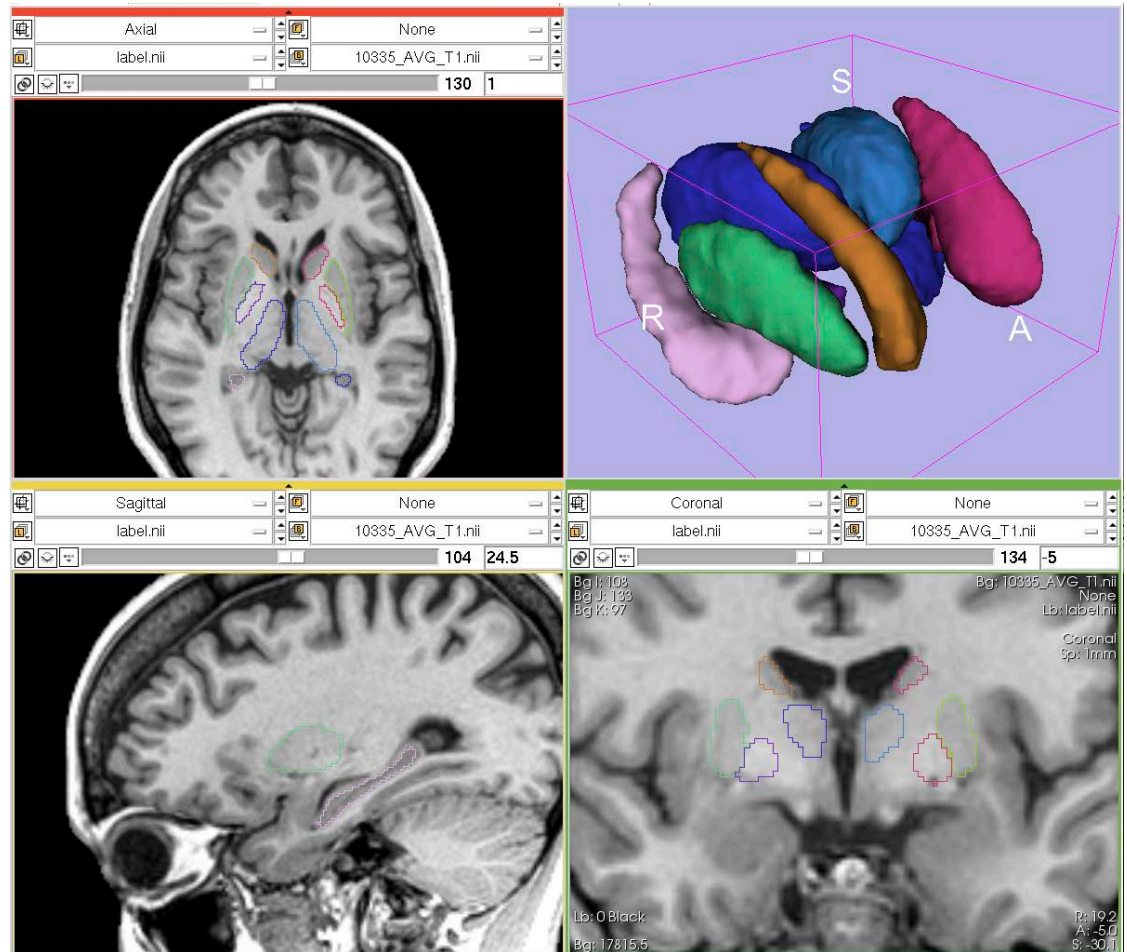 Axial None
label.nii 10335_AVG_T1.nii
130 1
S
R
A
Sagittal None
label.nii 10335_AVG_T1.nii
104 24.5
Coronal None
label.nii 10335_AVG_T1.nii
134 -5
Bg I: 108
Bg J: 133
Bg K: 97
Bg: 10335_AVG_T1.nii
None
Lb: label.nii
Coronal
Sp: 1mm
Lb: 0 Black
Bg: 17815.5
R: 19.2
A: -5.0
S: -30.1